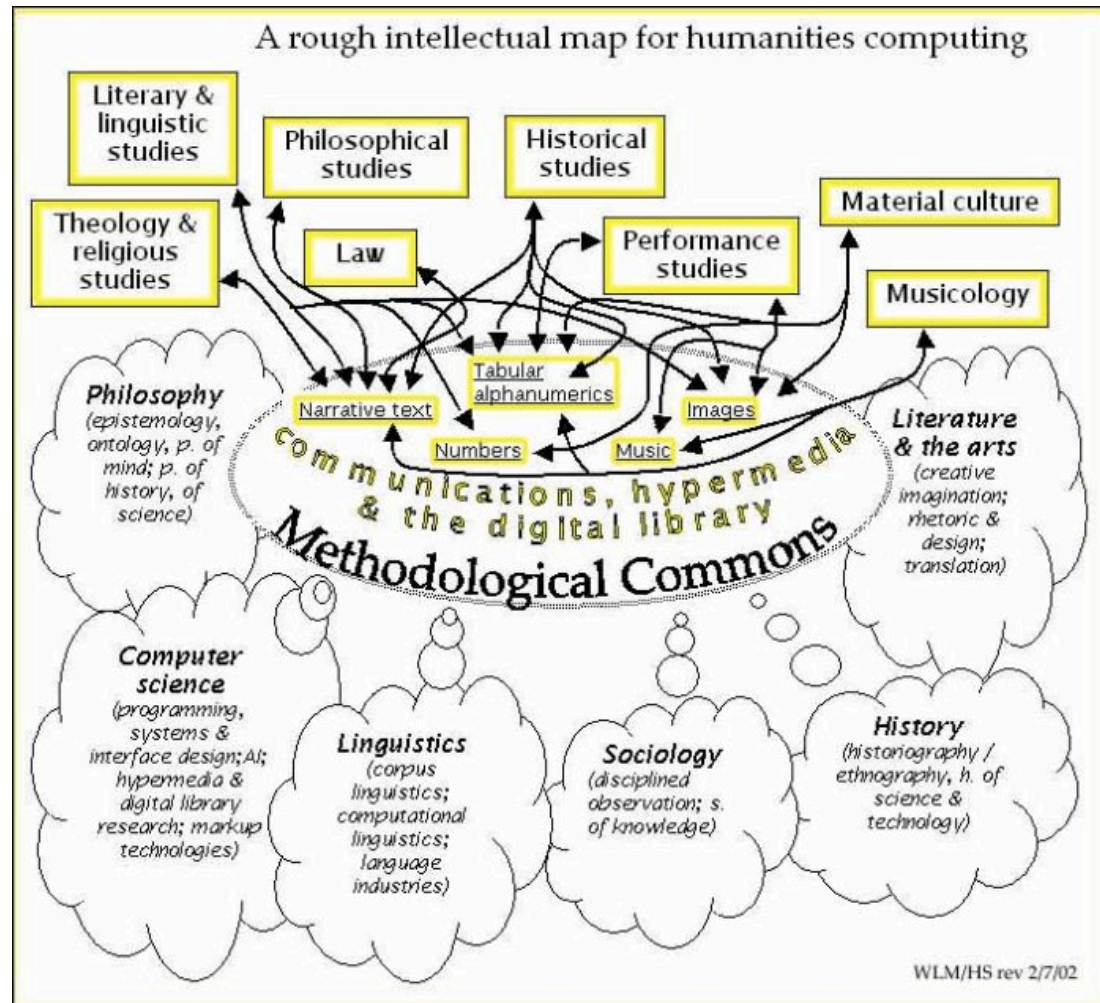 A rough intellectual map for humanities computing
Literary &
linguistic
studies
Philosophical
studies
Historical
studies
Material culture
Theology &
religious
studies
Law
Performance
studies
Musicology
Tabular
alphanumerics
Narrative text
Images
Numbers
Music
communications, hypermedia
& the digital library
Methodological Commons
Philosophy
(epistemology,
ontology, p. of
mind; p. of
history, of
science)
Literature
& the arts
(creative
imagination;
rhetoric &
design;
translation)
Computer
science
(programming,
systems &
interface design;AI;
hypermedia &
digital library
research; markup
technologies)
Linguistics
(corpus
linguistics;
computational
linguistics;
language
industries)
Sociology
(disciplined
observation; s.
of knowledge)
History
(historiography /
ethnography, h. of
science &
technology)
WLM/HS rev 2/7/02